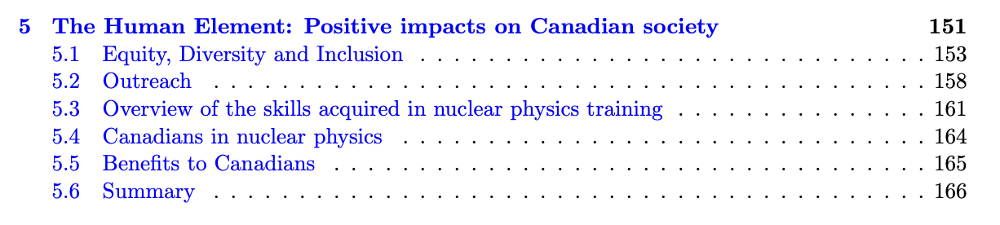 5 The Human Element: Positive impacts on Canadian society 151
5.1 Equity, Diversity and Inclusion . . . . . . . . . . . . . . . . . . . . . . . . . . . . . . 153
5.2 Outreach . . . . . . . . . . . . . . . . . . . . . . . . . . . . . . . . . . . . . . . . . . 158
5.3 Overview of the skills acquired in nuclear physics training . . . . . . . . . . . . . . . 161
5.4 Canadians in nuclear physics . . . . . . . . . . . . . . . . . . . . . . . . . . . . . . . 164
5.5 Benefits to Canadians . . . . . . . . . . . . . . . . . . . . . . . . . . . . . . . . . . . 165
5.6 Summary . . . . . . . . . . . . . . . . . . . . . . . . . . . . . . . . . . . . . . . . . . 166